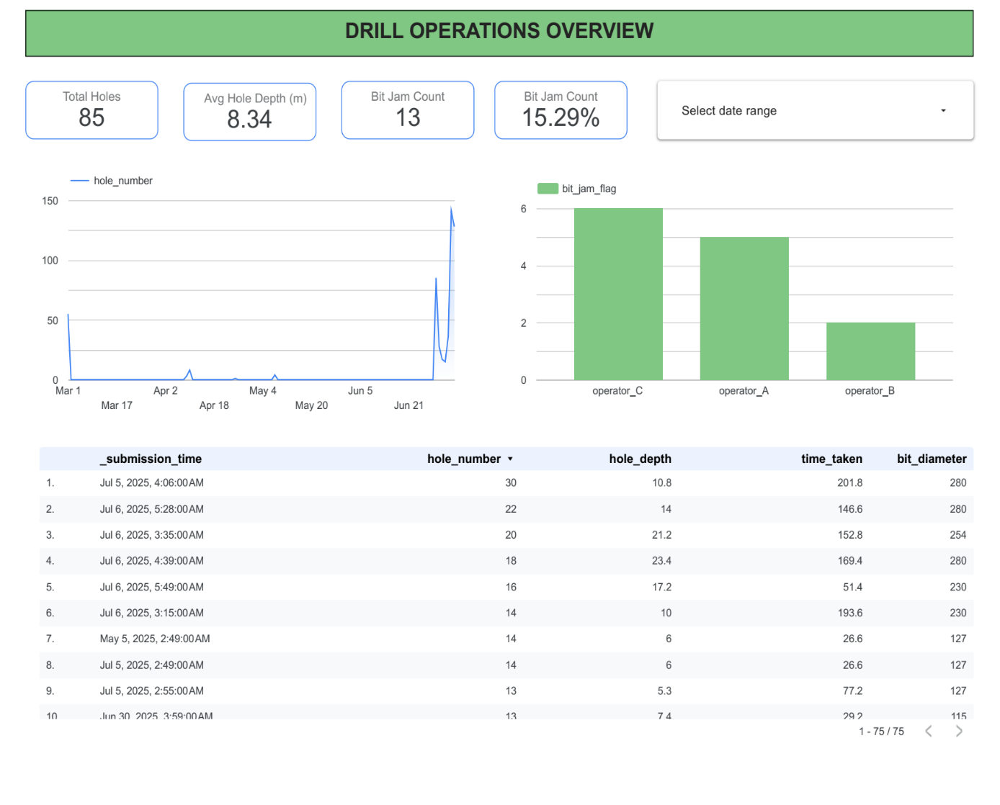 DRILL OPERATIONS OVERVIEW
Total Holes
85
Avg Hole Depth (m)
8.34
Bit Jam Count
13
Bit Jam Count
15.29%
Select date range
hole_number
150
100
50
0
Mar 1
Mar 17
Apr 2
Apr 18
May 4
May 20
Jun 5
Jun 21
bit_jam_flag
6
4
2
0
operator_C
operator_A
operator_B
_submission_time hole_number hole_depth time_taken bit_diameter
1. Jul 5, 2025, 4:06:00 AM 30 10.8 201.8 280
2. Jul 6, 2025, 5:28:00 AM 22 14 146.6 280
3. Jul 6, 2025, 3:35:00 AM 20 21.2 152.8 254
4. Jul 6, 2025, 4:39:00 AM 18 23.4 169.4 280
5. Jul 6, 2025, 5:49:00 AM 16 17.2 51.4 230
6. Jul 6, 2025, 3:15:00 AM 14 10 193.6 230
7. May 5, 2025, 2:49:00 AM 14 6 26.6 127
8. Jul 5, 2025, 2:49:00 AM 14 6 26.6 127
9. Jul 5, 2025, 2:55:00 AM 13 5.3 77.2 127
10 Jun 30, 2025, 3:59:00 AM 13 7.4 29.2 115
1 - 75 / 75